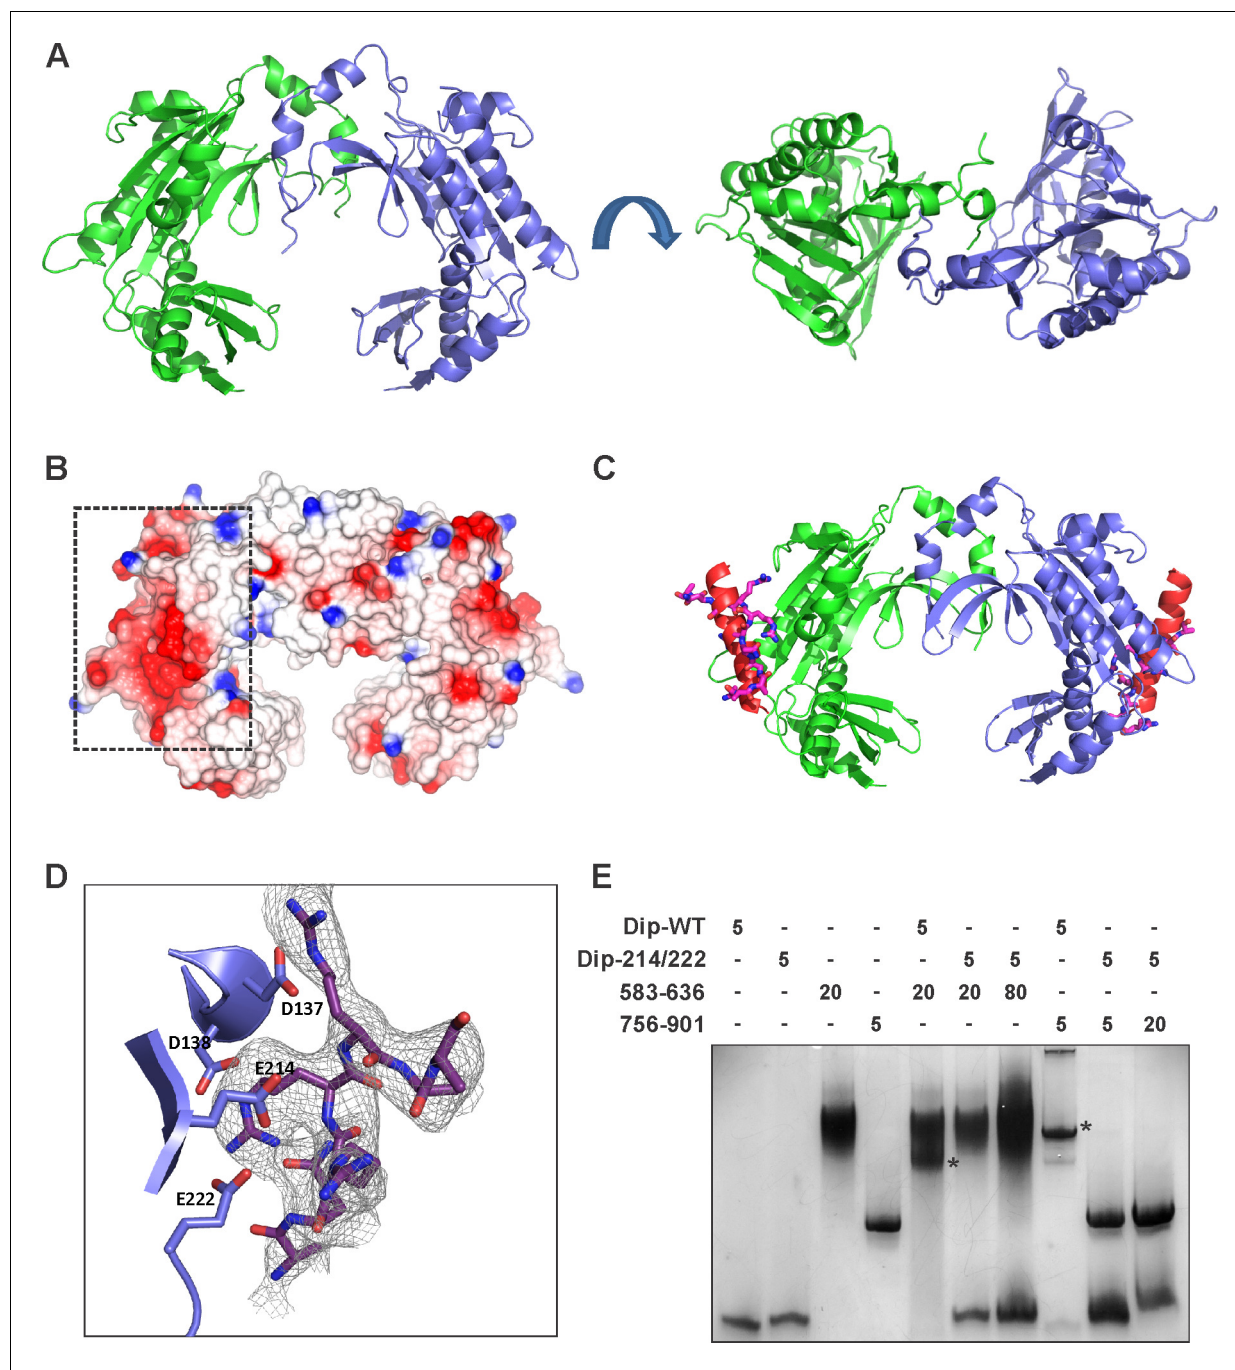 A
B
C
D
D137
D138
E214
E222
E
Dip-WT 5 - - - 5 - - 5 - -
Dip-214/222 - 5 - - - 5 5 - 5 5
583-636 - - 20 - 20 20 80 - - -
756-901 - - - 5 - - - 5 5 20
*
*